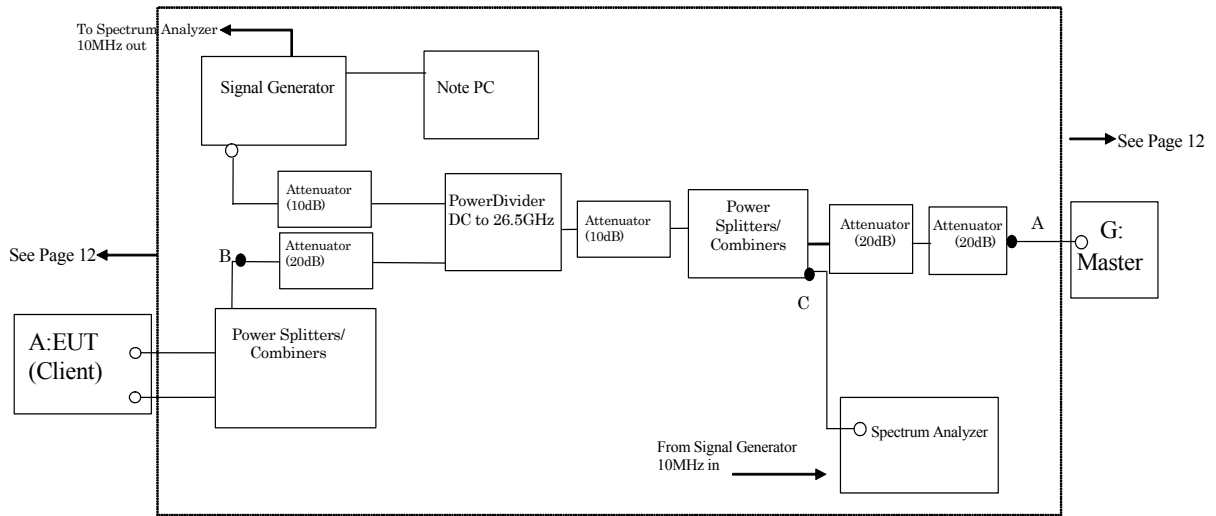 To Spectrum Analyzer
10MHz out
Signal Generator
Note PC
See Page 12
Attenuator
(10dB)
PowerDivider
DC to 26.5GHz
Attenuator
(10dB)
Power
Splitters/
Combiners
Attenuator
(20dB)
Attenuator
(20dB)
A
G:
Master
See Page 12
B
Attenuator
(20dB)
C
A:EUT
(Client)
Power Splitters/
Combiners
From Signal Generator
10MHz in
Spectrum Analyzer